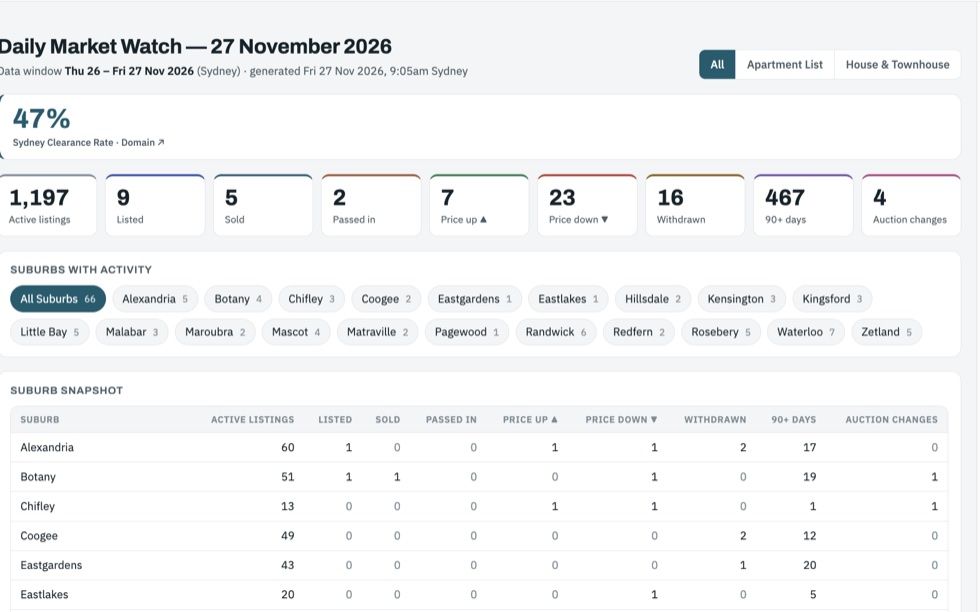 Daily Market Watch — 27 November 2026
Data window Thu 26 – Fri 27 Nov 2026 (Sydney) · generated Fri 27 Nov 2026, 9:05am Sydney
All Apartment List House & Townhouse
47%
Sydney Clearance Rate · Domain ↗
1,197 9 5 2 7 23 16 467 4
Active listings Listed Sold Passed in Price up ▲ Price down ▼ Withdrawn 90+ days Auction changes
SUBURBS WITH ACTIVITY
All Suburbs 66 Alexandria 5 Botany 4 Chifley 3 Coogee 2 Eastgardens 1 Eastlakes 1 Hillsdale 2 Kensington 3 Kingsford 3
Little Bay 5 Malabar 3 Maroubra 2 Mascot 4 Matraville 2 Pagewood 1 Randwick 6 Redfern 2 Rosebery 5 Waterloo 7 Zetland 5
SUBURB SNAPSHOT
SUBURB ACTIVE LISTINGS LISTED SOLD PASSED IN PRICE UP ▲ PRICE DOWN ▼ WITHDRAWN 90+ DAYS AUCTION CHANGES
Alexandria 60 1 0 0 1 1 2 17 0
Botany 51 1 1 0 0 1 0 19 1
Chifley 13 0 0 0 1 1 0 1 1
Coogee 49 0 0 0 0 0 2 12 0
Eastgardens 43 0 0 0 0 0 1 20 0
Eastlakes 20 0 0 0 0 1 0 5 0